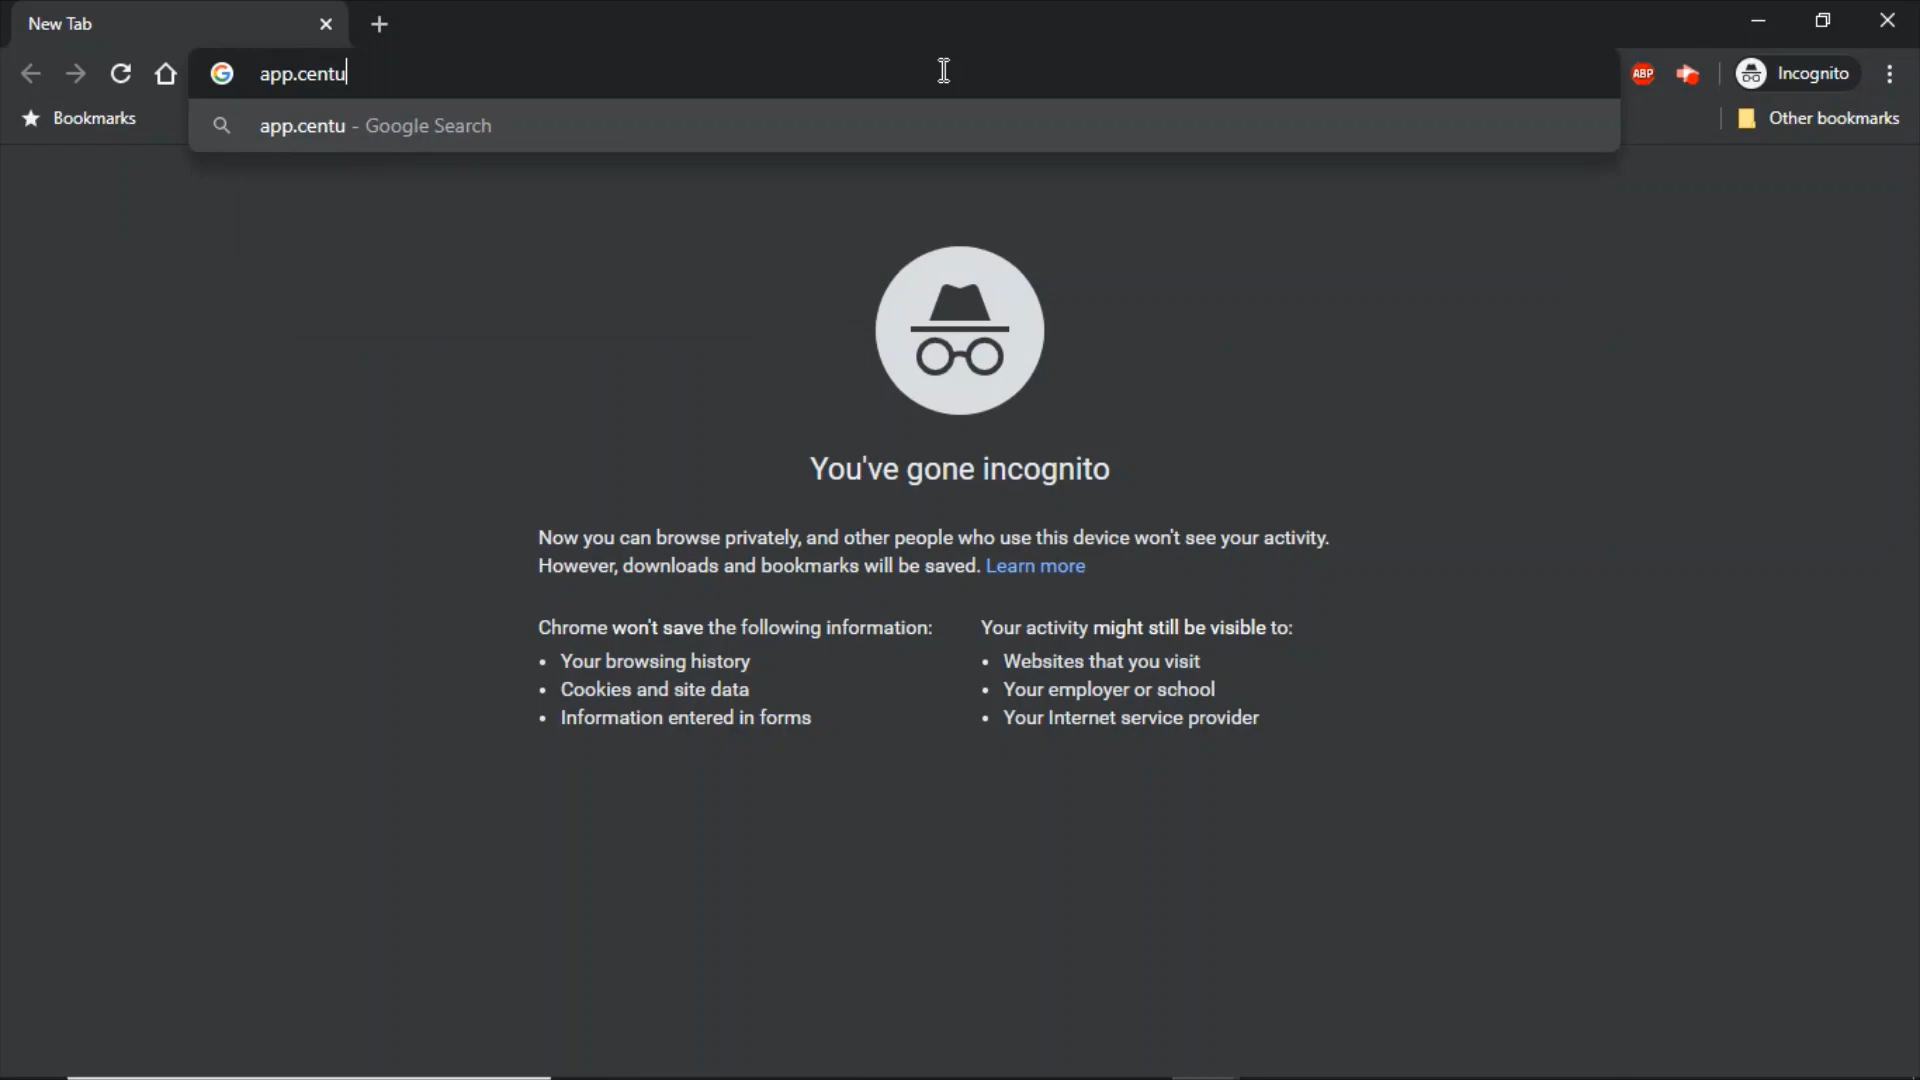 New Tab
app.centu
ABP
Incognito
Bookmarks
app.centu - Google Search
Other bookmarks
You've gone incognito
Now you can browse privately, and other people who use this device won't see your activity.
However, downloads and bookmarks will be saved. Learn more
Chrome won't save the following information:
• Your browsing history
• Cookies and site data
• Information entered in forms
Your activity might still be visible to:
• Websites that you visit
• Your employer or school
• Your Internet service provider